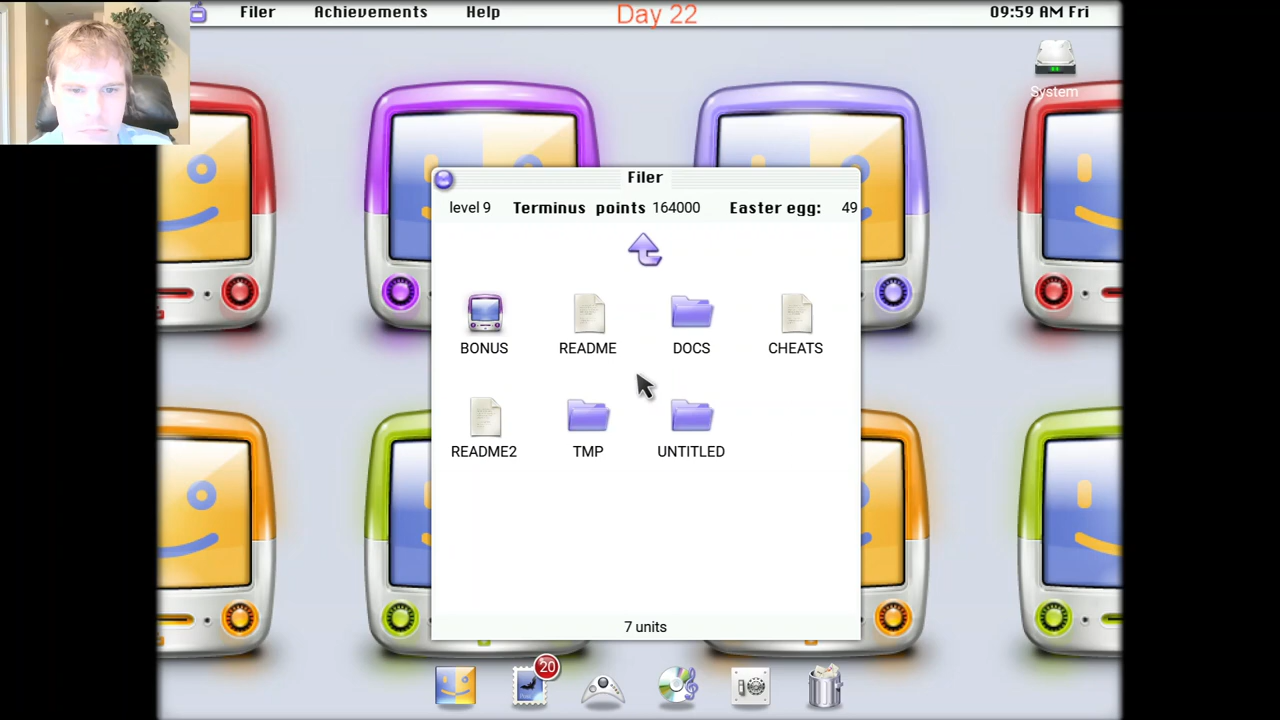 Filer Achievements Help Day 22 09:59 AM Fri
System
Filer
level 9 Terminus points 164000 Easter egg: 49
BONUS README DOCS CHEATS
README2 TMP UNTITLED
7 units
20